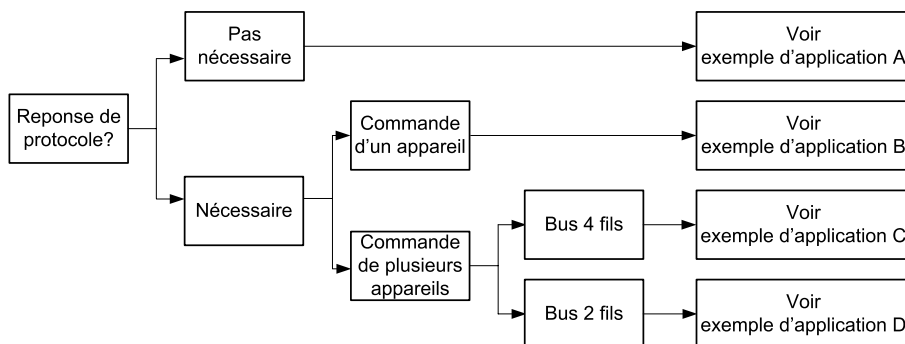 Reponse de
protocole?
Pas
nécessaire
Voir
exemple d'application A
Nécessaire
Commande
d'un appareil
Voir
exemple d'application B
Commande
de plusieurs
appareils
Bus 4 fils
Voir
exemple d'application C
Bus 2 fils
Voir
exemple d'application D